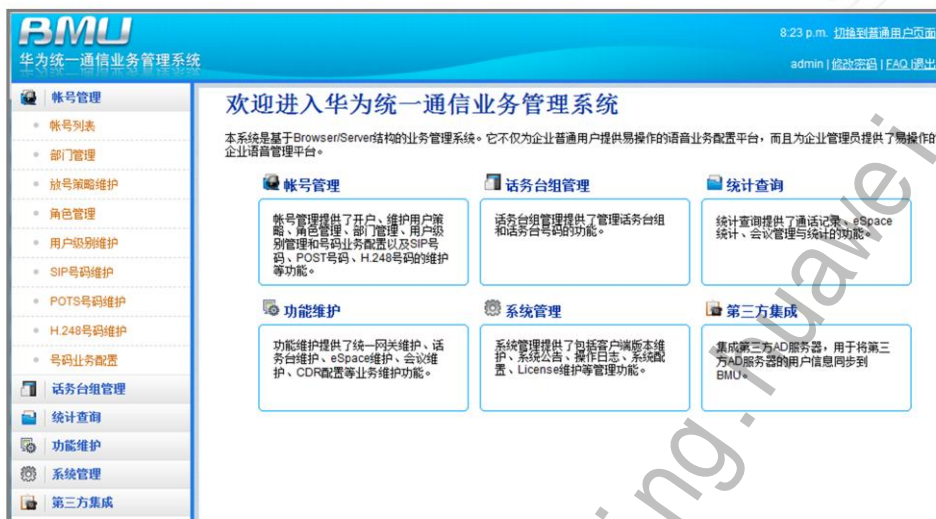 BMU
华为统一通信业务管理系统
8:23 p.m. 切换到普通用户页面
admin | 修改密码 | FAQ |退出
帐号管理
帐号列表
部门管理
放号策略维护
角色管理
用户级别维护
SIP号码维护
POTS号码维护
H.248号码维护
号码业务配置
话务台组管理
统计查询
功能维护
系统管理
第三方集成
欢迎进入华为统一通信业务管理系统
本系统是基于Browser/Server结构的业务管理系统。它不仅为企业普通用户提供易操作的语音业务配置平台，而且为企业管理员提供了易操作的
企业语音管理平台。
帐号管理
帐号管理提供了开户、维护用户策
略、角色管理、部门管理、用户级
别管理和号码业务配置以及SIP号
码、POST号码、H.248号码的维护
等功能。
话务台组管理
话务台组管理提供了管理话务台组
和话务台号码的功能。
统计查询
统计查询提供了通话记录、eSpace
统计、会议管理与统计的功能。
功能维护
功能维护提供了统一网关维护、话
务台维护、eSpace维护、会议维
护、CDR配置等业务维护功能。
系统管理
系统管理提供了包括客户端版本维
护、系统公告、操作日志、系统配
置、License维护等管理功能。
第三方集成
集成第三方AD服务器，用于将第三
方AD服务器的用户信息同步到
BMU。
ing.huawei